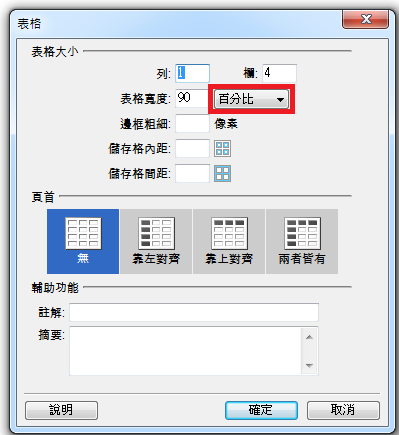 表格
表格大小
列: 1 欄: 4
表格寬度: 90 百分比
邊框粗細: 像素
儲存格內距:
儲存格間距:
頁首
無 靠左對齊 靠上對齊 兩者皆有
輔助功能
註解:
摘要:
說明 確定 取消